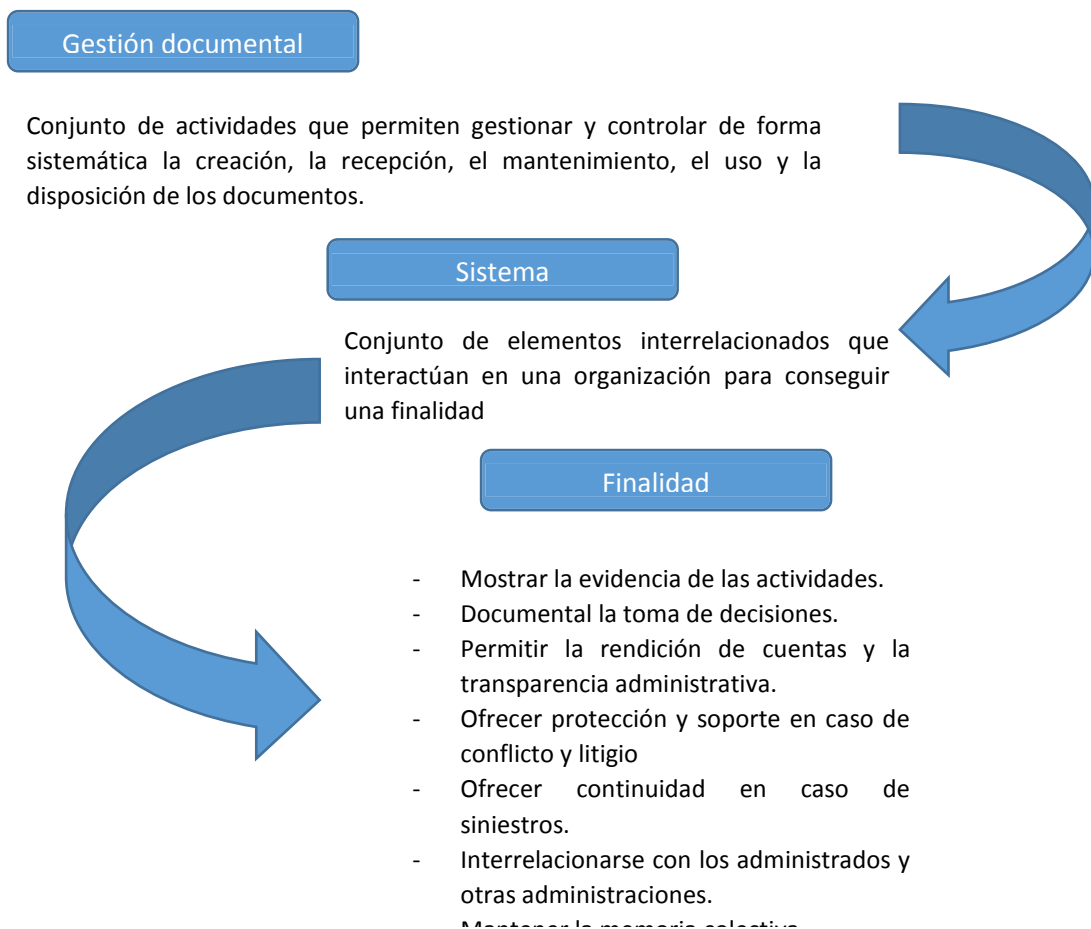 Gestión documental
Conjunto de actividades que permiten gestionar y controlar de forma
sistemática la creación, la recepción, el mantenimiento, el uso y la
disposición de los documentos.
Sistema
Conjunto de elementos interrelacionados que
interactúan en una organización para conseguir
una finalidad
Finalidad
- Mostrar la evidencia de las actividades.
- Documental la toma de decisiones.
- Permitir la rendición de cuentas y la
transparencia administrativa.
- Ofrecer protección y soporte en caso de
conflicto y litigio
- Ofrecer continuidad en caso de
siniestros.
- Interrelacionarse con los administrados y
otras administraciones.
Mantener la memoria colectiva